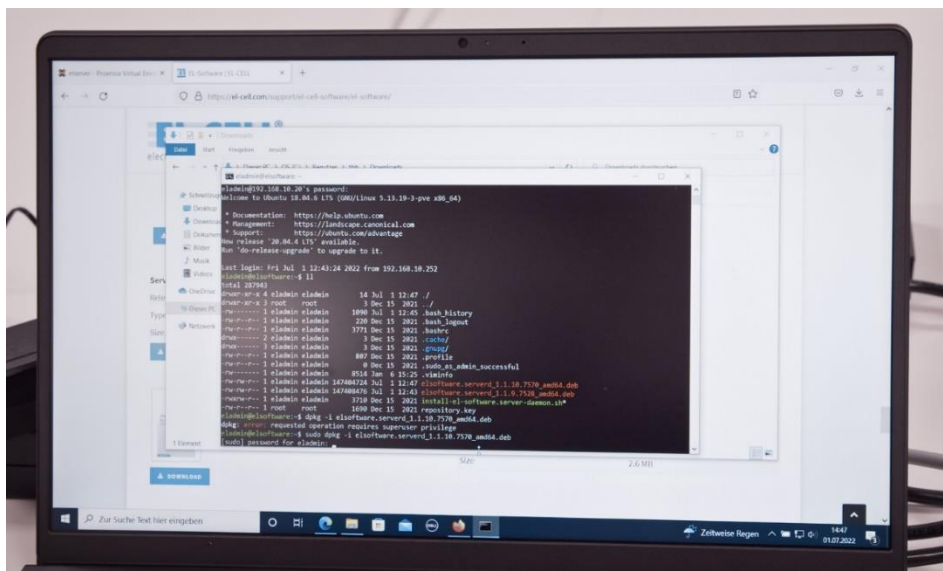 elserver - Proxmox Virtual
EL-Software | EL-CELL
https://el-cell.com/support/el-cell-software/el-software/
Downloads
Datei Start Freigeben Ansicht
Dieser PC
Downloads
Downloads durchsuchen
eladmin@elsoftware: ~
eladmin@192.168.10.20's password:
Welcome to Ubuntu 18.04.6 LTS (GNU/Linux 5.13.19-3-pve x86_64)
* Documentation: https://help.ubuntu.com
* Management: https://landscape.canonical.com
* Support: https://ubuntu.com/advantage
New release '20.04.4 LTS' available.
Run 'do-release-upgrade' to upgrade to it.
Last login: Fri Jul 1 12:43:24 2022 from 192.168.10.252
eladmin@elsoftware:~$ ll
total 287943
drwxr-xr-x 4 eladmin eladmin 14 Jul 1 12:47 ./
drwxr-xr-x 3 root root 3 Dec 15 2021 ../
-rw------- 1 eladmin eladmin 1090 Jul 1 12:45 .bash_history
-rw-r--r-- 1 eladmin eladmin 220 Dec 15 2021 .bash_logout
-rw-r--r-- 1 eladmin eladmin 3771 Dec 15 2021 .bashrc
drwx------ 2 eladmin eladmin 3 Dec 15 2021 .cache/
drwx------ 3 eladmin eladmin 3 Dec 15 2021 .gnupg/
-rw-r--r-- 1 eladmin eladmin 807 Dec 15 2021 .profile
-rw-r--r-- 1 eladmin eladmin 0 Dec 15 2021 .sudo_as_admin_successful
-rw------- 1 eladmin eladmin 8514 Jan 6 15:25 .viminfo
-rw-rw-r-- 1 eladmin eladmin 147404724 Jul 1 12:47 elsoftware.serverd_1.1.10.7570_amd64.deb
-rw-rw-r-- 1 eladmin eladmin 147408476 Jul 1 12:43 elsoftware.serverd_1.1.9.7528_amd64.deb
-rwxrw-r-- 1 eladmin eladmin 3710 Dec 15 2021 install-el-software.server-daemon.sh*
-rw-r--r-- 1 root root 1690 Dec 15 2021 repository.key
eladmin@elsoftware:~$ dpkg -i elsoftware.serverd_1.1.10.7570_amd64.deb
dpkg: error: requested operation requires superuser privilege
eladmin@elsoftware:~$ sudo dpkg -i elsoftware.serverd_1.1.10.7570_amd64.deb
[sudo] password for eladmin:
Desktop
Bilder
Musik
Videos
OneDrive
Dieser PC
Netzwerk
1 Element
Size
2.6 MB
DOWNLOAD
Zur Suche Text hier eingeben
Zeitweise Regen
14:47
01.07.2022